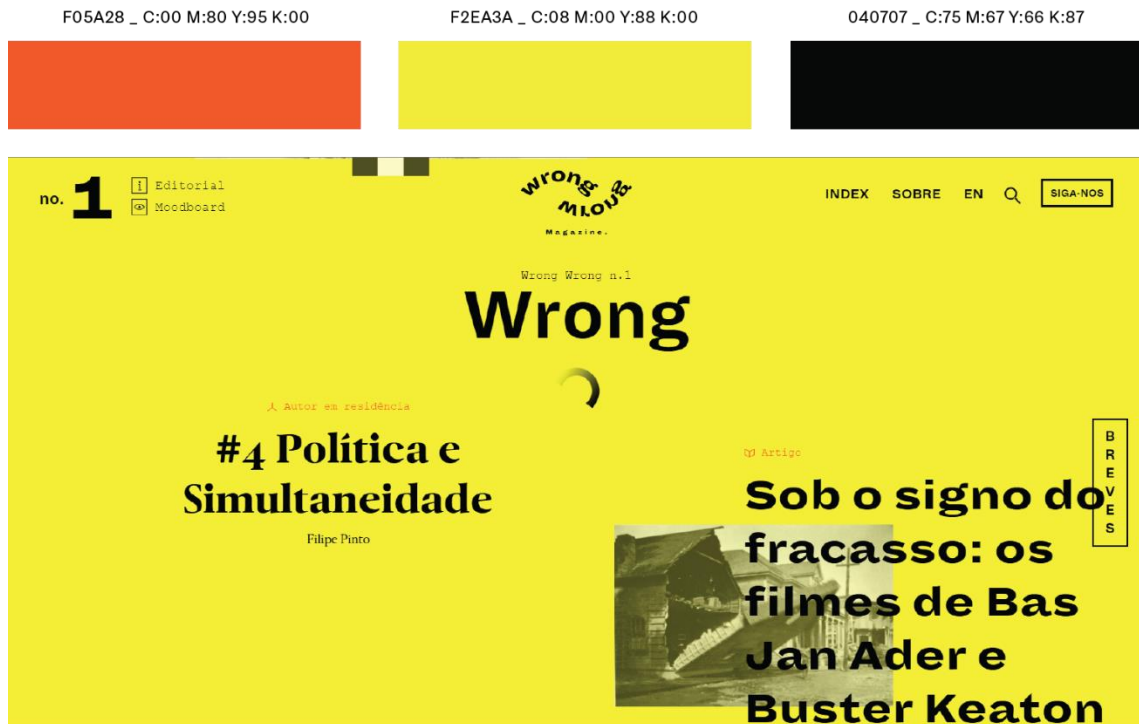 F05A28 _ C:00 M:80 Y:95 K:00
F2EA3A _ C:08 M:00 Y:88 K:00
040707 _ C:75 M:67 Y:66 K:87
no. 1
Editorial
Moodboard
wrong
wrong
Magazine.
INDEX SOBRE EN
SIGA-NOS
Wrong Wrong n.1
Wrong
Autor em residência
#4 Política e
Simultaneidade
Filipe Pinto
Artigo
Sob o signo do
fracasso: os
filmes de Bas
Jan Ader e
Buster Keaton
BREVES